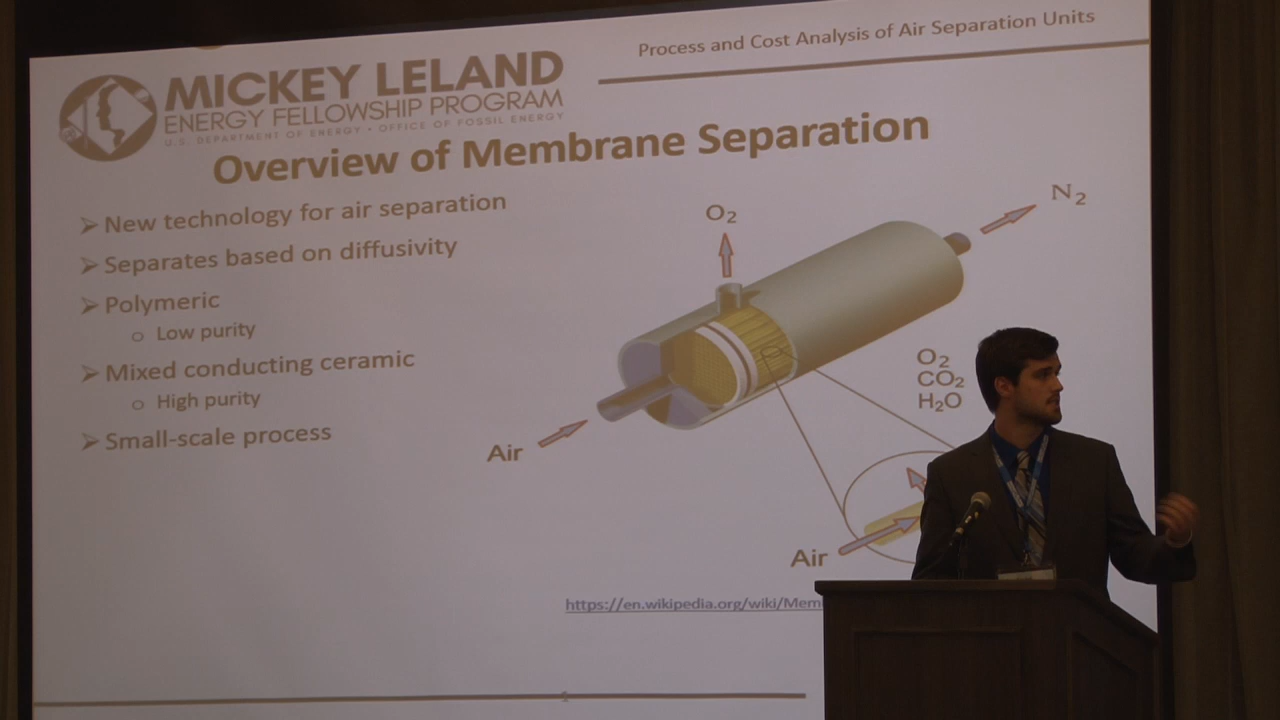 Process and Cost Analysis of Air Separation Units
MICKEY LELAND
ENERGY FELLOWSHIP PROGRAM
U.S. DEPARTMENT OF ENERGY • OFFICE OF FOSSIL ENERGY
Overview of Membrane Separation
➢ New technology for air separation
➢ Separates based on diffusivity
➢ Polymeric
o Low purity
➢ Mixed conducting ceramic
o High purity
➢ Small-scale process
O2
N2
Air
O2
CO2
H2O
Air
https://en.wikipedia.org/wiki/Mem